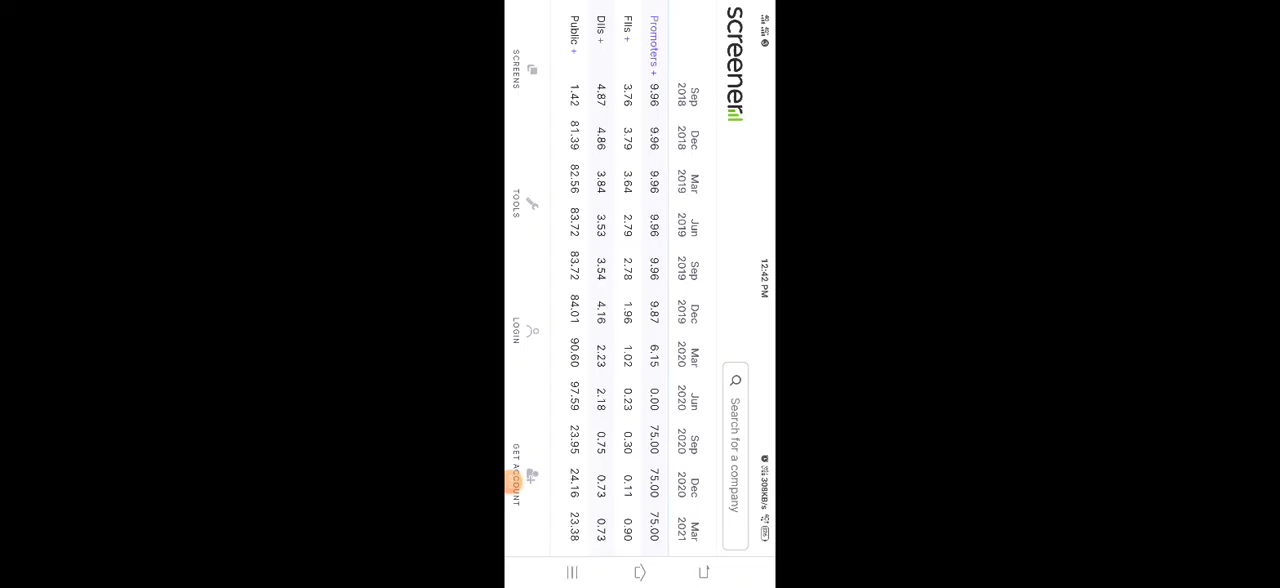 12:42 PM
308KB/s
screener
Search for a company
Sep 2018 Dec 2018 Mar 2019 Jun 2019 Sep 2019 Dec 2019 Mar 2020 Jun 2020 Sep 2020 Dec 2020 Mar 2021
Promoters + 9.96 9.96 9.96 9.96 9.96 9.87 6.15 0.00 75.00 75.00 75.00
FIIs + 3.76 3.79 3.64 2.79 2.78 1.96 1.02 0.23 0.30 0.11 0.90
DIIs + 4.87 4.86 3.84 3.53 3.54 4.16 2.23 2.18 0.75 0.73 0.73
Public + 1.42 81.39 82.56 83.72 83.72 84.01 90.60 97.59 23.95 24.16 23.38
SCREENS TOOLS LOGIN GET ACCOUNT